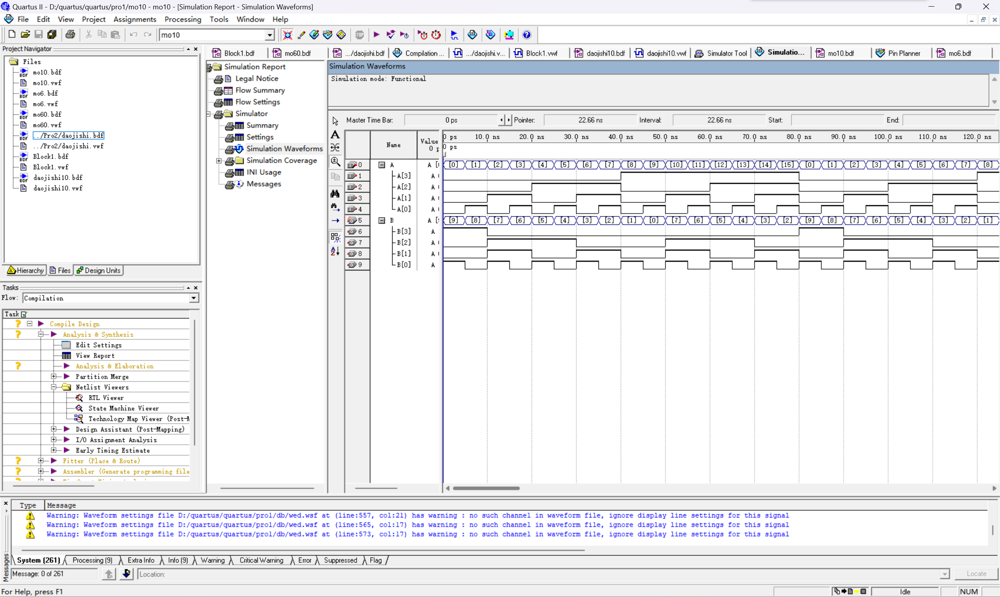 Quartus II - D:/quartus/quartus/pro1/mo10 - mo10 - [Simulation Report - Simulation Waveforms]
File Edit View Project Assignments Processing Tools Window Help
mo10
Project Navigator
Files
mo10.bdf
mo10.vwf
mo6.bdf
mo6.vwf
mo60.bdf
mo60.vwf
../Pro2/daojishi.bdf
../Pro2/daojishi.vwf
Block1.bdf
Block1.vwf
daojishi10.bdf
daojishi10.vwf
Hierarchy Files Design Units
Tasks
Flow: Compilation
Task
Compile Design
Analysis & Synthesis
Edit Settings
View Report
Analysis & Elaboration
Partition Merge
Netlist Viewers
RTL Viewer
State Machine Viewer
Technology Map Viewer (Post-M
Design Assistant (Post-Mapping)
I/O Assignment Analysis
Early Timing Estimate
Fitter (Place & Route)
Assembler (Generate programming file
Block1.bdf mo60.bdf .../daojishi.bdf Compilation ... .../daojishi.v... Block1.vwf daojishi10.bdf daojishi10.vwf Simulator Tool Simulatio... mo10.bdf Pin Planner mo6.bdf
Simulation Report
Legal Notice
Flow Summary
Flow Settings
Simulator
Summary
Settings
Simulation Waveforms
Simulation Coverage
INI Usage
Messages
Simulation Waveforms
Simulation mode: Functional
Master Time Bar: 0 ps Pointer: 22.66 ns Interval: 22.66 ns Start: End:
Name Value
0 p
0 ps 10.0 ns 20.0 ns 30.0 ns 40.0 ns 50.0 ns 60.0 ns 70.0 ns 80.0 ns 90.0 ns 100.0 ns 110.0 ns 120.0 ns
0 ps
0 A A [ [0] [1] [2] [3] [4] [5] [6] [7] [8] [9] [10] [11] [12] [13] [14] [15] [0] [1] [2] [3] [4] [5] [6] [7] [8]
1 A[3] A
2 A[2] A
3 A[1] A
4 A[0] A
5 B A [ [9] [8] [7] [6] [5] [4] [3] [2] [1] [0] [7] [6] [5] [4] [3] [2] [9] [8] [7] [6] [5] [4] [3] [2] [1]
6 B[3] A
7 B[2] A
8 B[1] A
9 B[0] A
Type Message
Warning: Waveform settings file D:/quartus/quartus/pro1/db/wed.wsf at (line:557, col:21) has warning : no such channel in waveform file, ignore display line settings for this signal
Warning: Waveform settings file D:/quartus/quartus/pro1/db/wed.wsf at (line:565, col:17) has warning : no such channel in waveform file, ignore display line settings for this signal
Warning: Waveform settings file D:/quartus/quartus/pro1/db/wed.wsf at (line:573, col:17) has warning : no such channel in waveform file, ignore display line settings for this signal
System (261) Processing (9) Extra Info Info (9) Warning Critical Warning Error Suppressed Flag
Messages
Message: 0 of 261 Location: Locate
For Help, press F1 Idle NUM